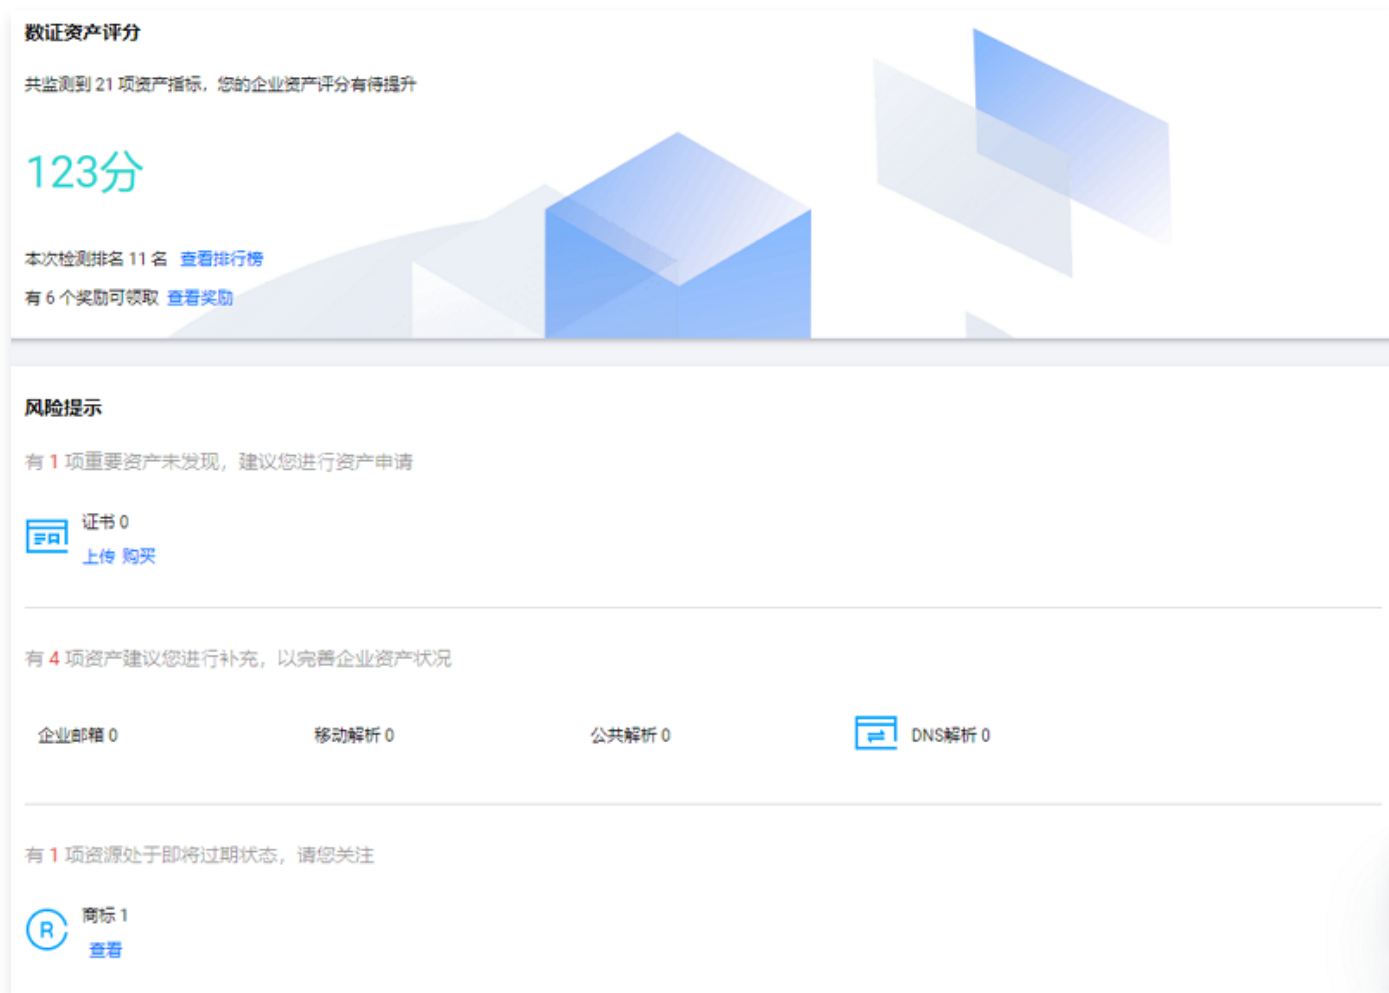 数证资产评分
共监测到 21 项资产指标，您的企业资产评分有待提升
123分
本次检测排名 11 名 查看排行榜
有 6 个奖励可领取 查看奖励
风险提示
有 1 项重要资产未发现，建议您进行资产申请
证书 0
上传 购买
有 4 项资产建议您进行补充，以完善企业资产状况
企业邮箱 0 移动解析 0 公共解析 0 DNS解析 0
有 1 项资源处于即将过期状态，请您关注
R
商标 1
查看